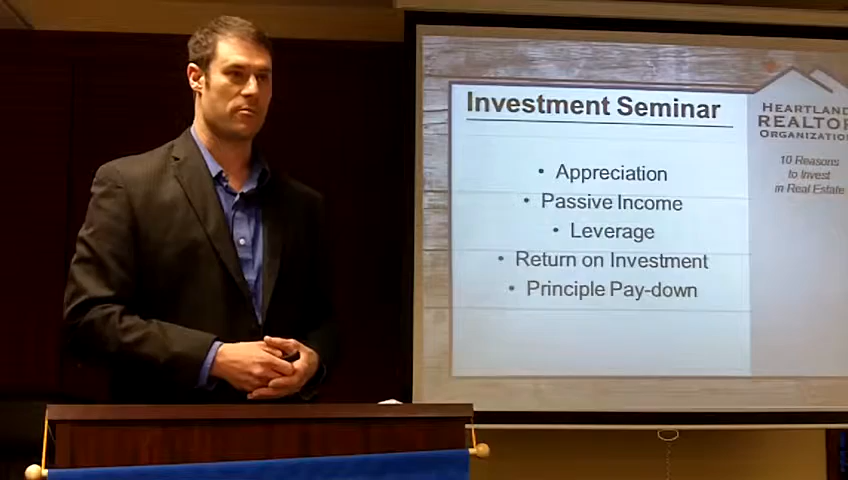 Investment Seminar
• Appreciation
• Passive Income
• Leverage
• Return on Investment
• Principle Pay-down
HEARTLAND
REALTOR
ORGANIZATION
10 Reasons
to Invest
in Real Estate